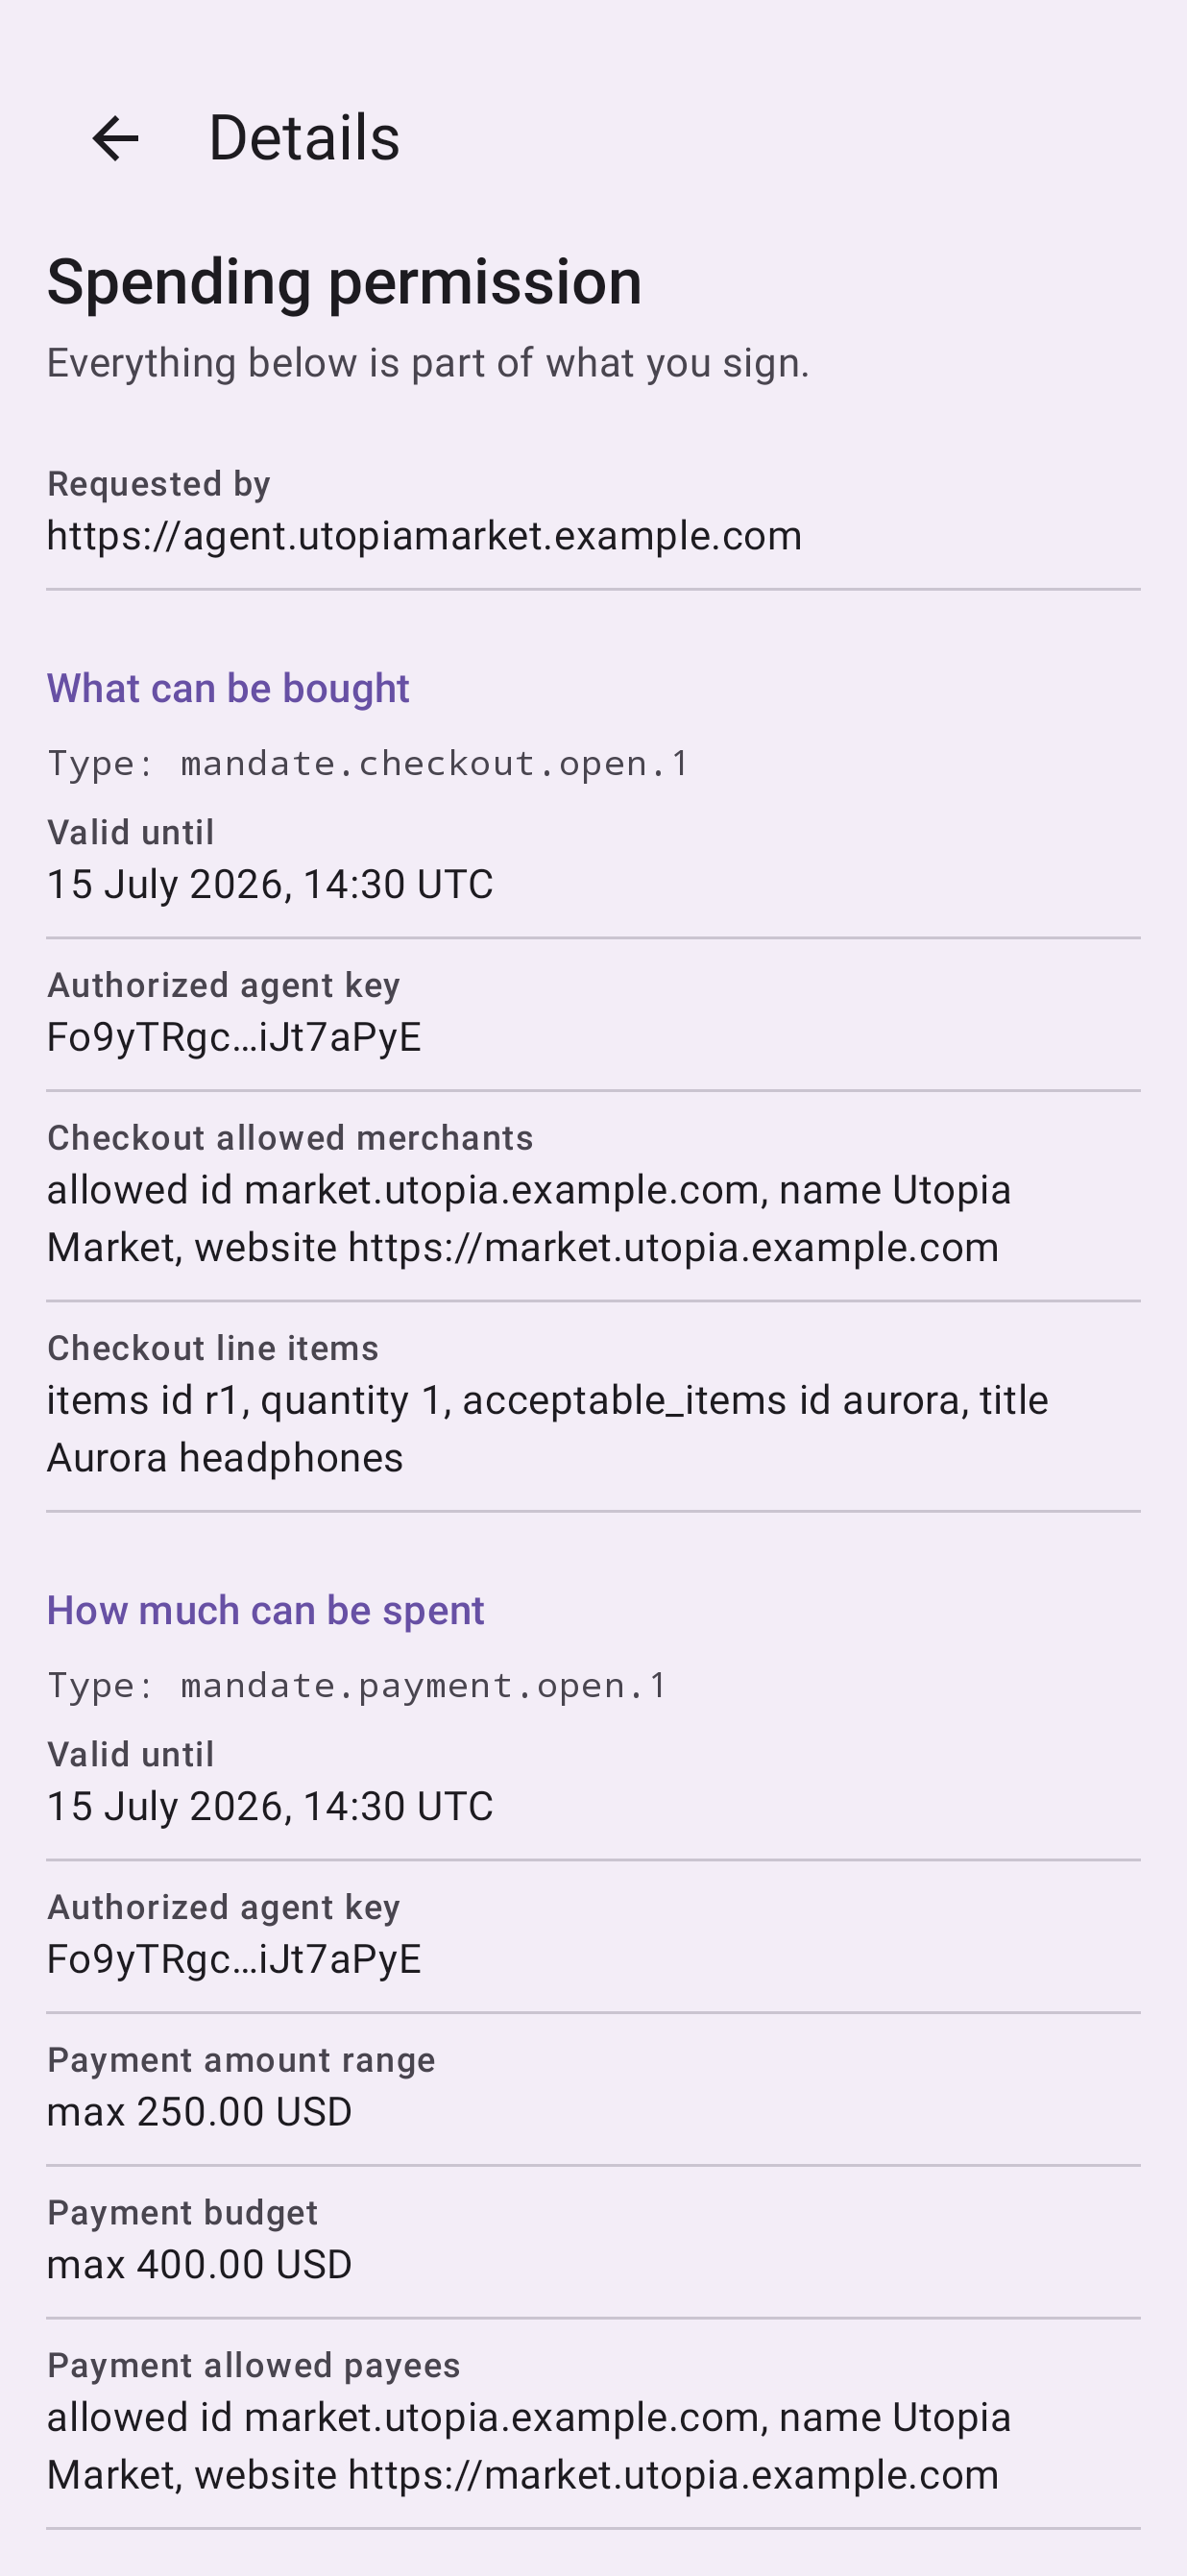 Details
Spending permission
Everything below is part of what you sign.
Requested by
https://agent.utopiamarket.example.com
What can be bought
Type: mandate.checkout.open.1
Valid until
15 July 2026, 14:30 UTC
Authorized agent key
Fo9yTRgc…iJt7aPyE
Checkout allowed merchants
allowed id market.utopia.example.com, name Utopia
Market, website https://market.utopia.example.com
Checkout line items
items id r1, quantity 1, acceptable_items id aurora, title
Aurora headphones
How much can be spent
Type: mandate.payment.open.1
Valid until
15 July 2026, 14:30 UTC
Authorized agent key
Fo9yTRgc…iJt7aPyE
Payment amount range
max 250.00 USD
Payment budget
max 400.00 USD
Payment allowed payees
allowed id market.utopia.example.com, name Utopia
Market, website https://market.utopia.example.com